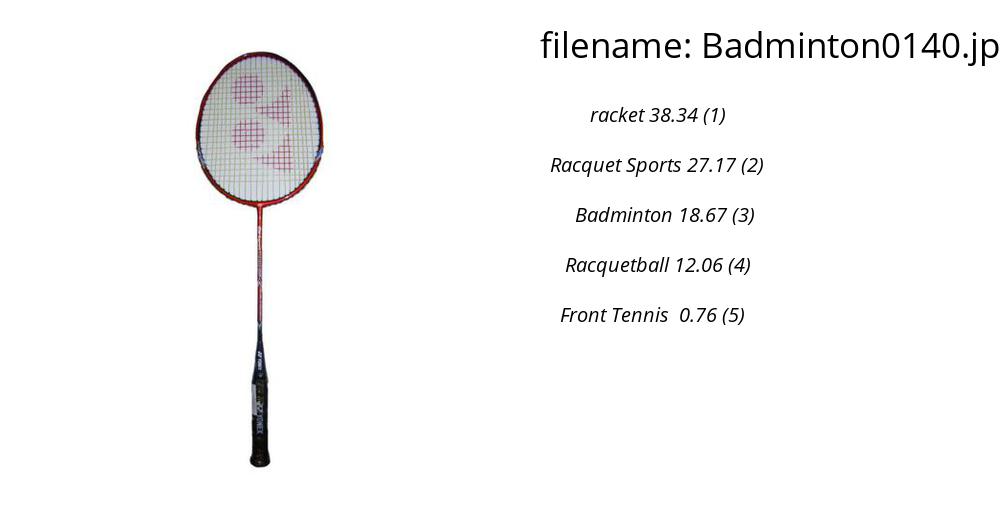 filename: Badminton0140.jp
racket 38.34 (1)
Racquet Sports 27.17 (2)
Badminton 18.67 (3)
Racquetball 12.06 (4)
Front Tennis  0.76 (5)
YONEX